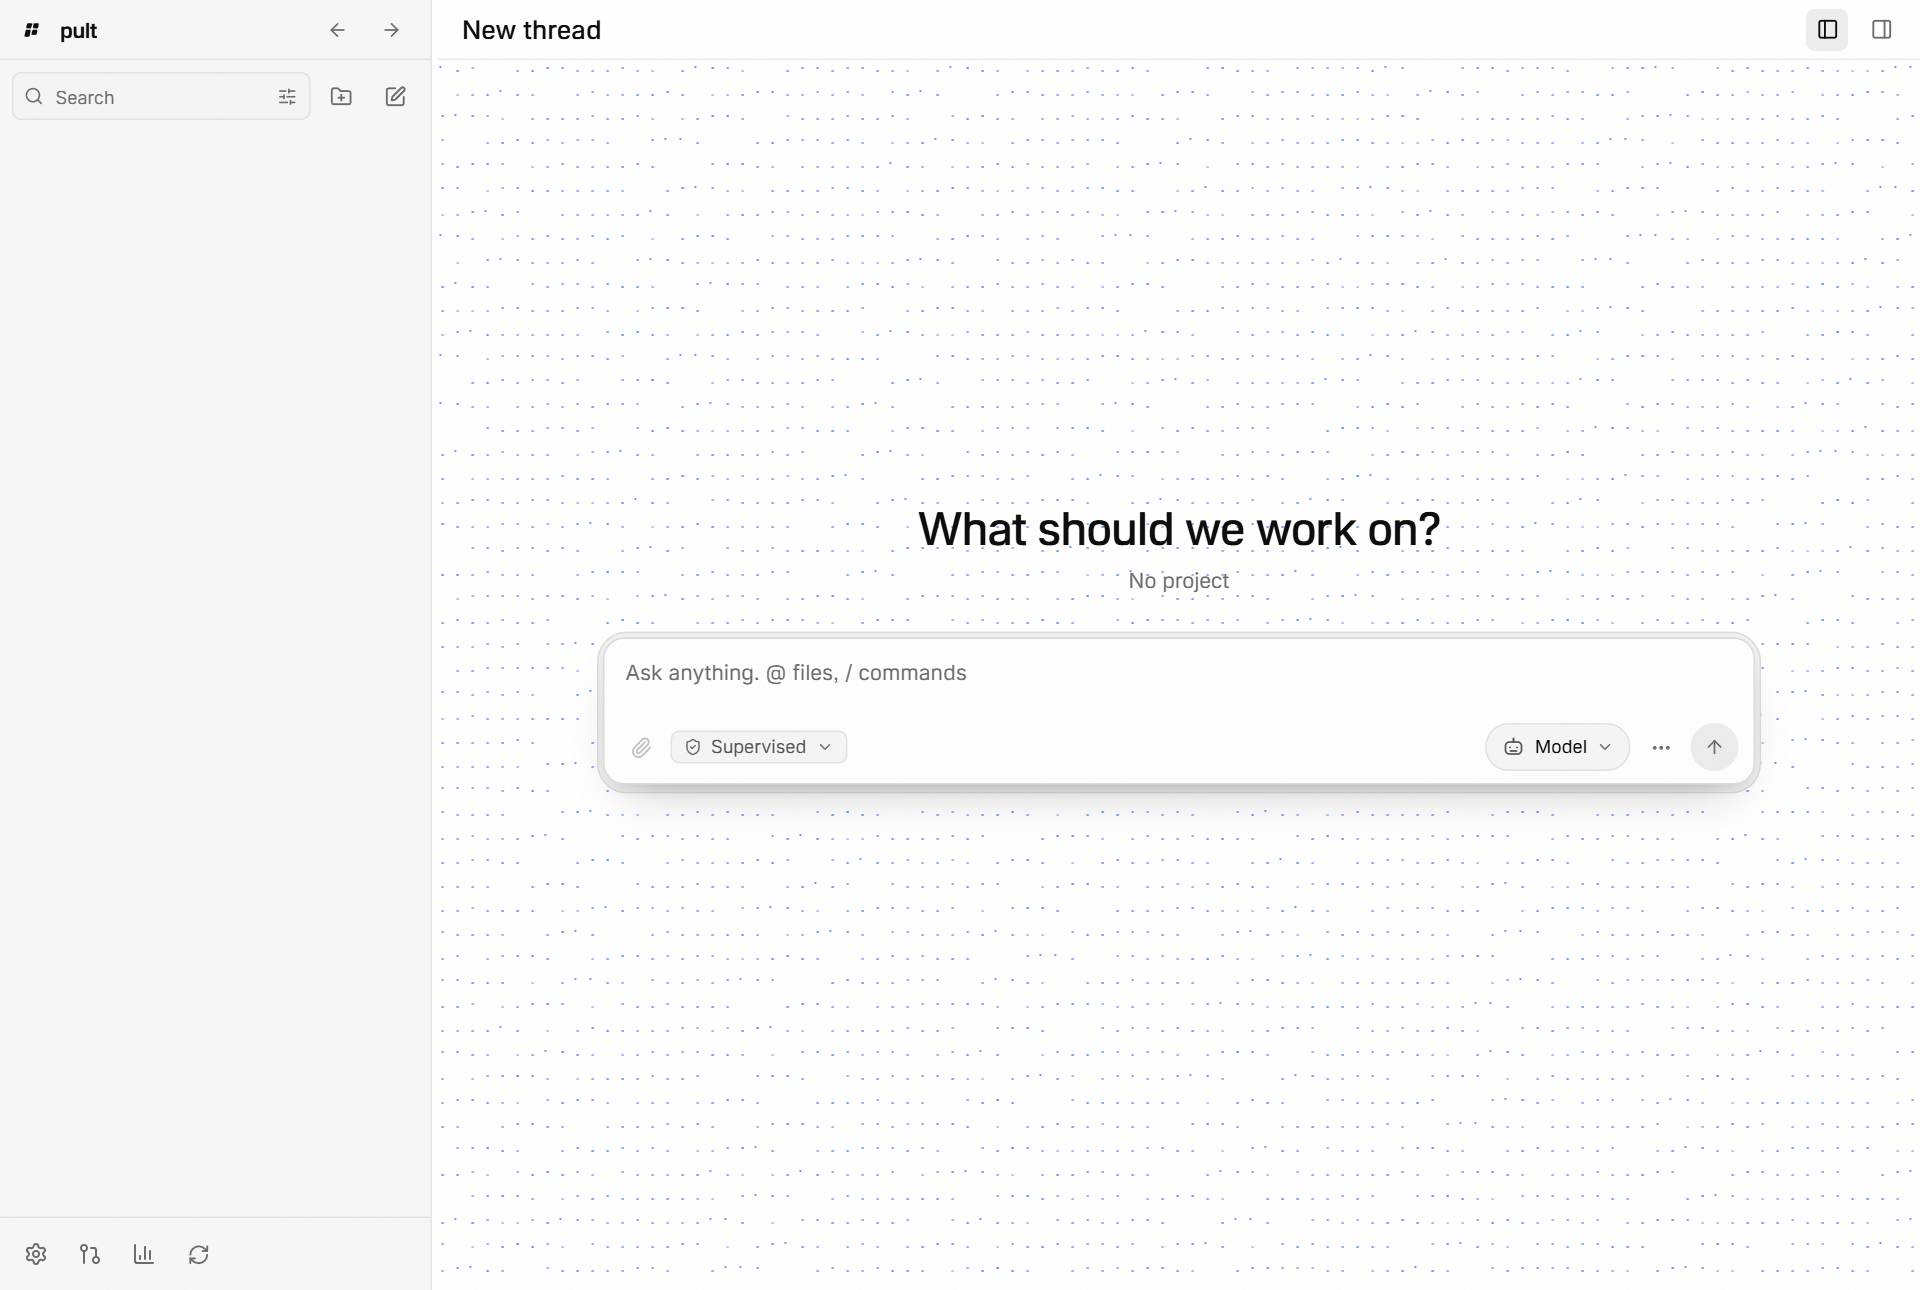 pult
New thread
Search
What should we work on?
No project
Ask anything. @ files, / commands
Supervised
Model